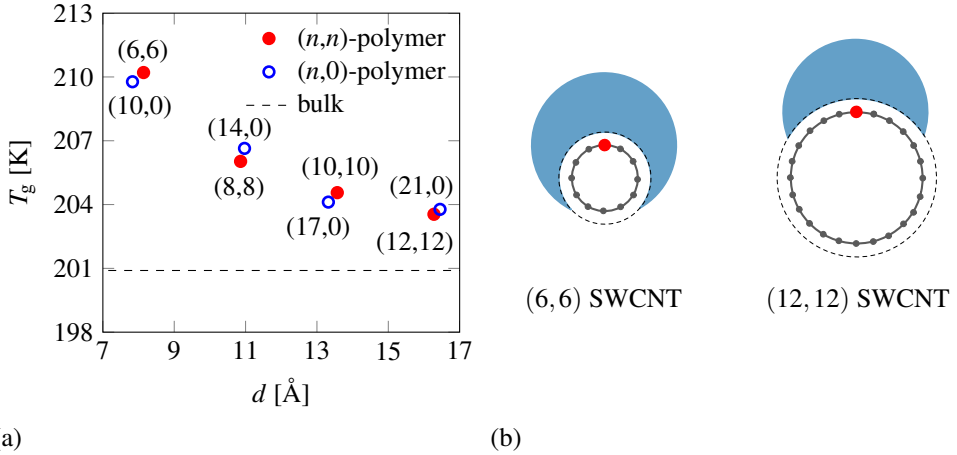 213
210
207
204
201
198
7
9
11
13
15
17
T_g [K]
d [Å]
(n,n)-polymer
(n,0)-polymer
bulk
(6,6)
(10,0)
(14,0)
(8,8)
(10,10)
(17,0)
(21,0)
(12,12)
(6,6) SWCNT
(12,12) SWCNT
(b)